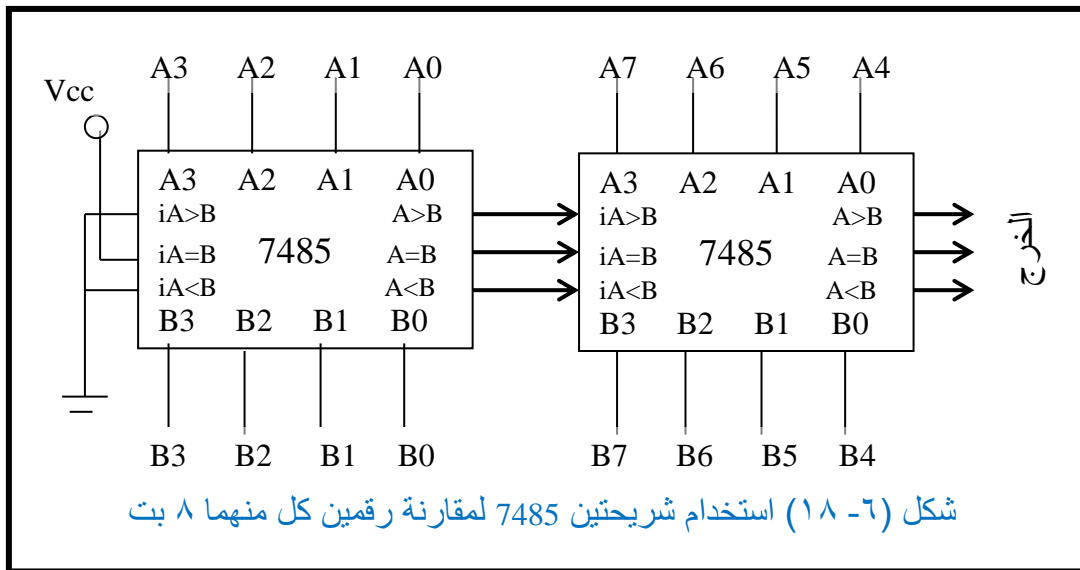 A3 A2 A1 A0 A7 A6 A5 A4
Vcc
A3 A2 A1 A0 A3 A2 A1 A0
iA>B A>B iA>B A>B
iA=B 7485 A=B iA=B 7485 A=B الخرج
iA<B A<B iA<B A<B
B3 B2 B1 B0 B3 B2 B1 B0
B3 B2 B1 B0 B7 B6 B5 B4
شكل (٦- ١٨) استخدام شريحتين 7485 لمقارنة رقمين كل منهما ٨ بت